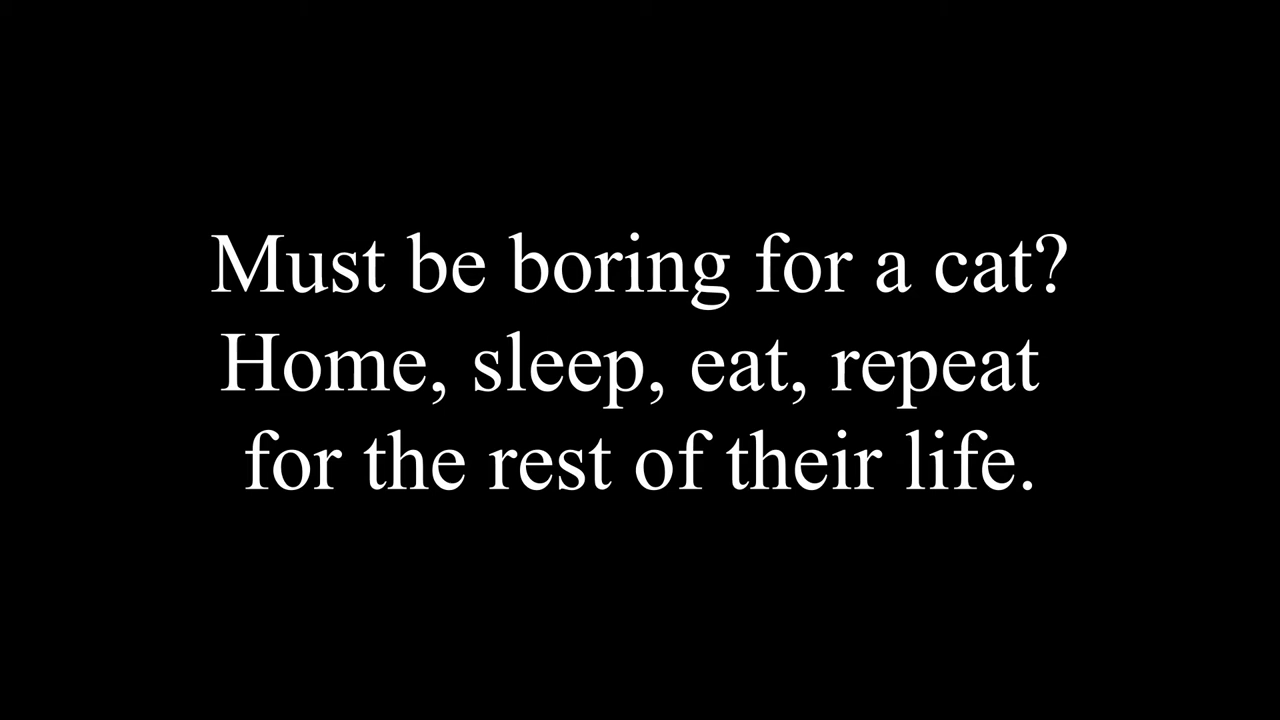 Must be boring for a cat?
Home, sleep, eat, repeat
for the rest of their life.